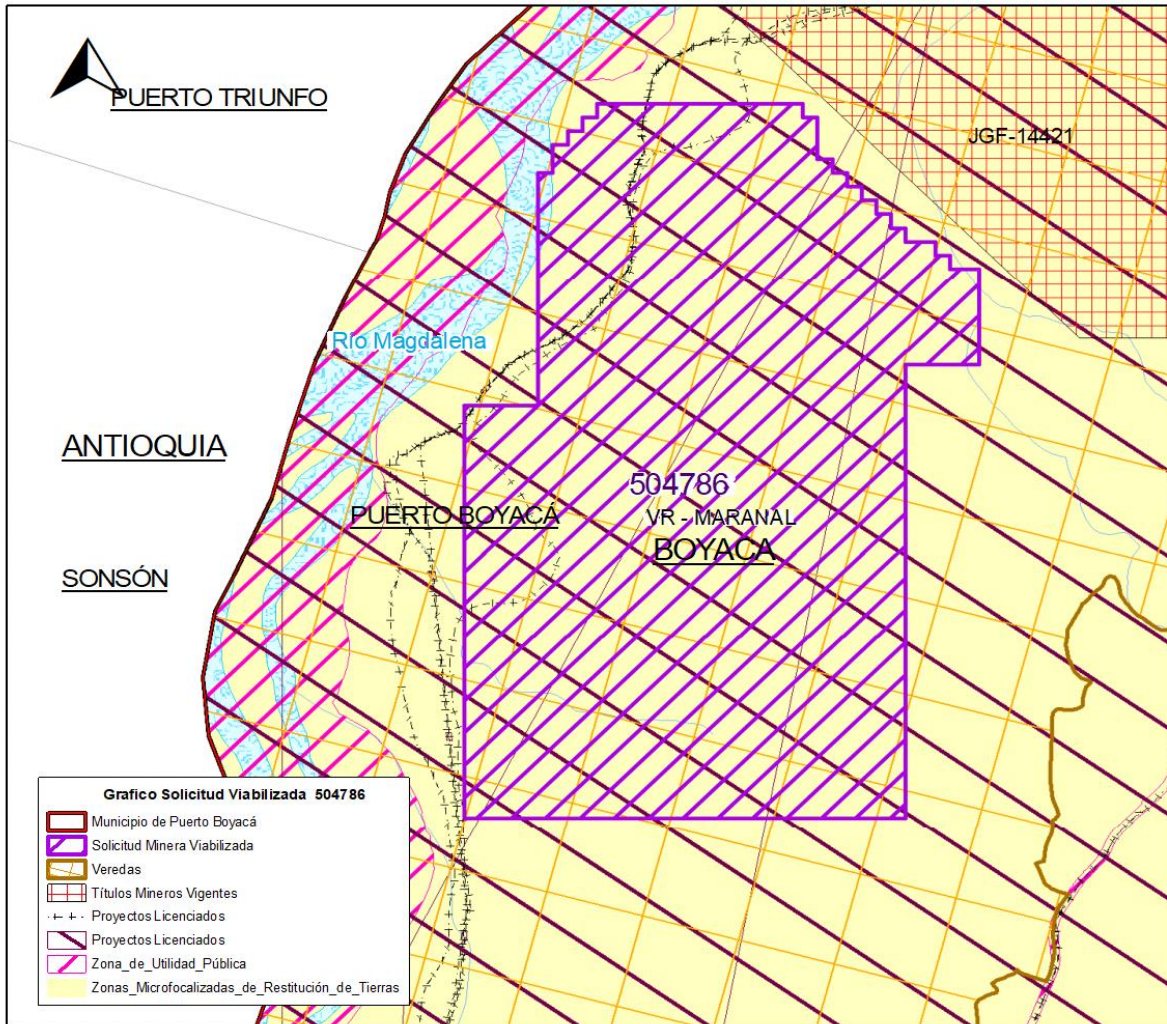 PUERTO TRIUNFO
JGF-14421
Río Magdalena
ANTIOQUIA
504786
PUERTO BOYACÁ
VR - MARANAL
BOYACA
SONSÓN
Grafico Solicitud Viabilizada 504786
Municipio de Puerto Boyacá
Solicitud Minera Viabilizada
Veredas
Títulos Mineros Vigentes
Proyectos Licenciados
Proyectos Licenciados
Zona_de_Utilidad_Pública
Zonas_Microfocalizadas_de_Restitución_de_Tierras